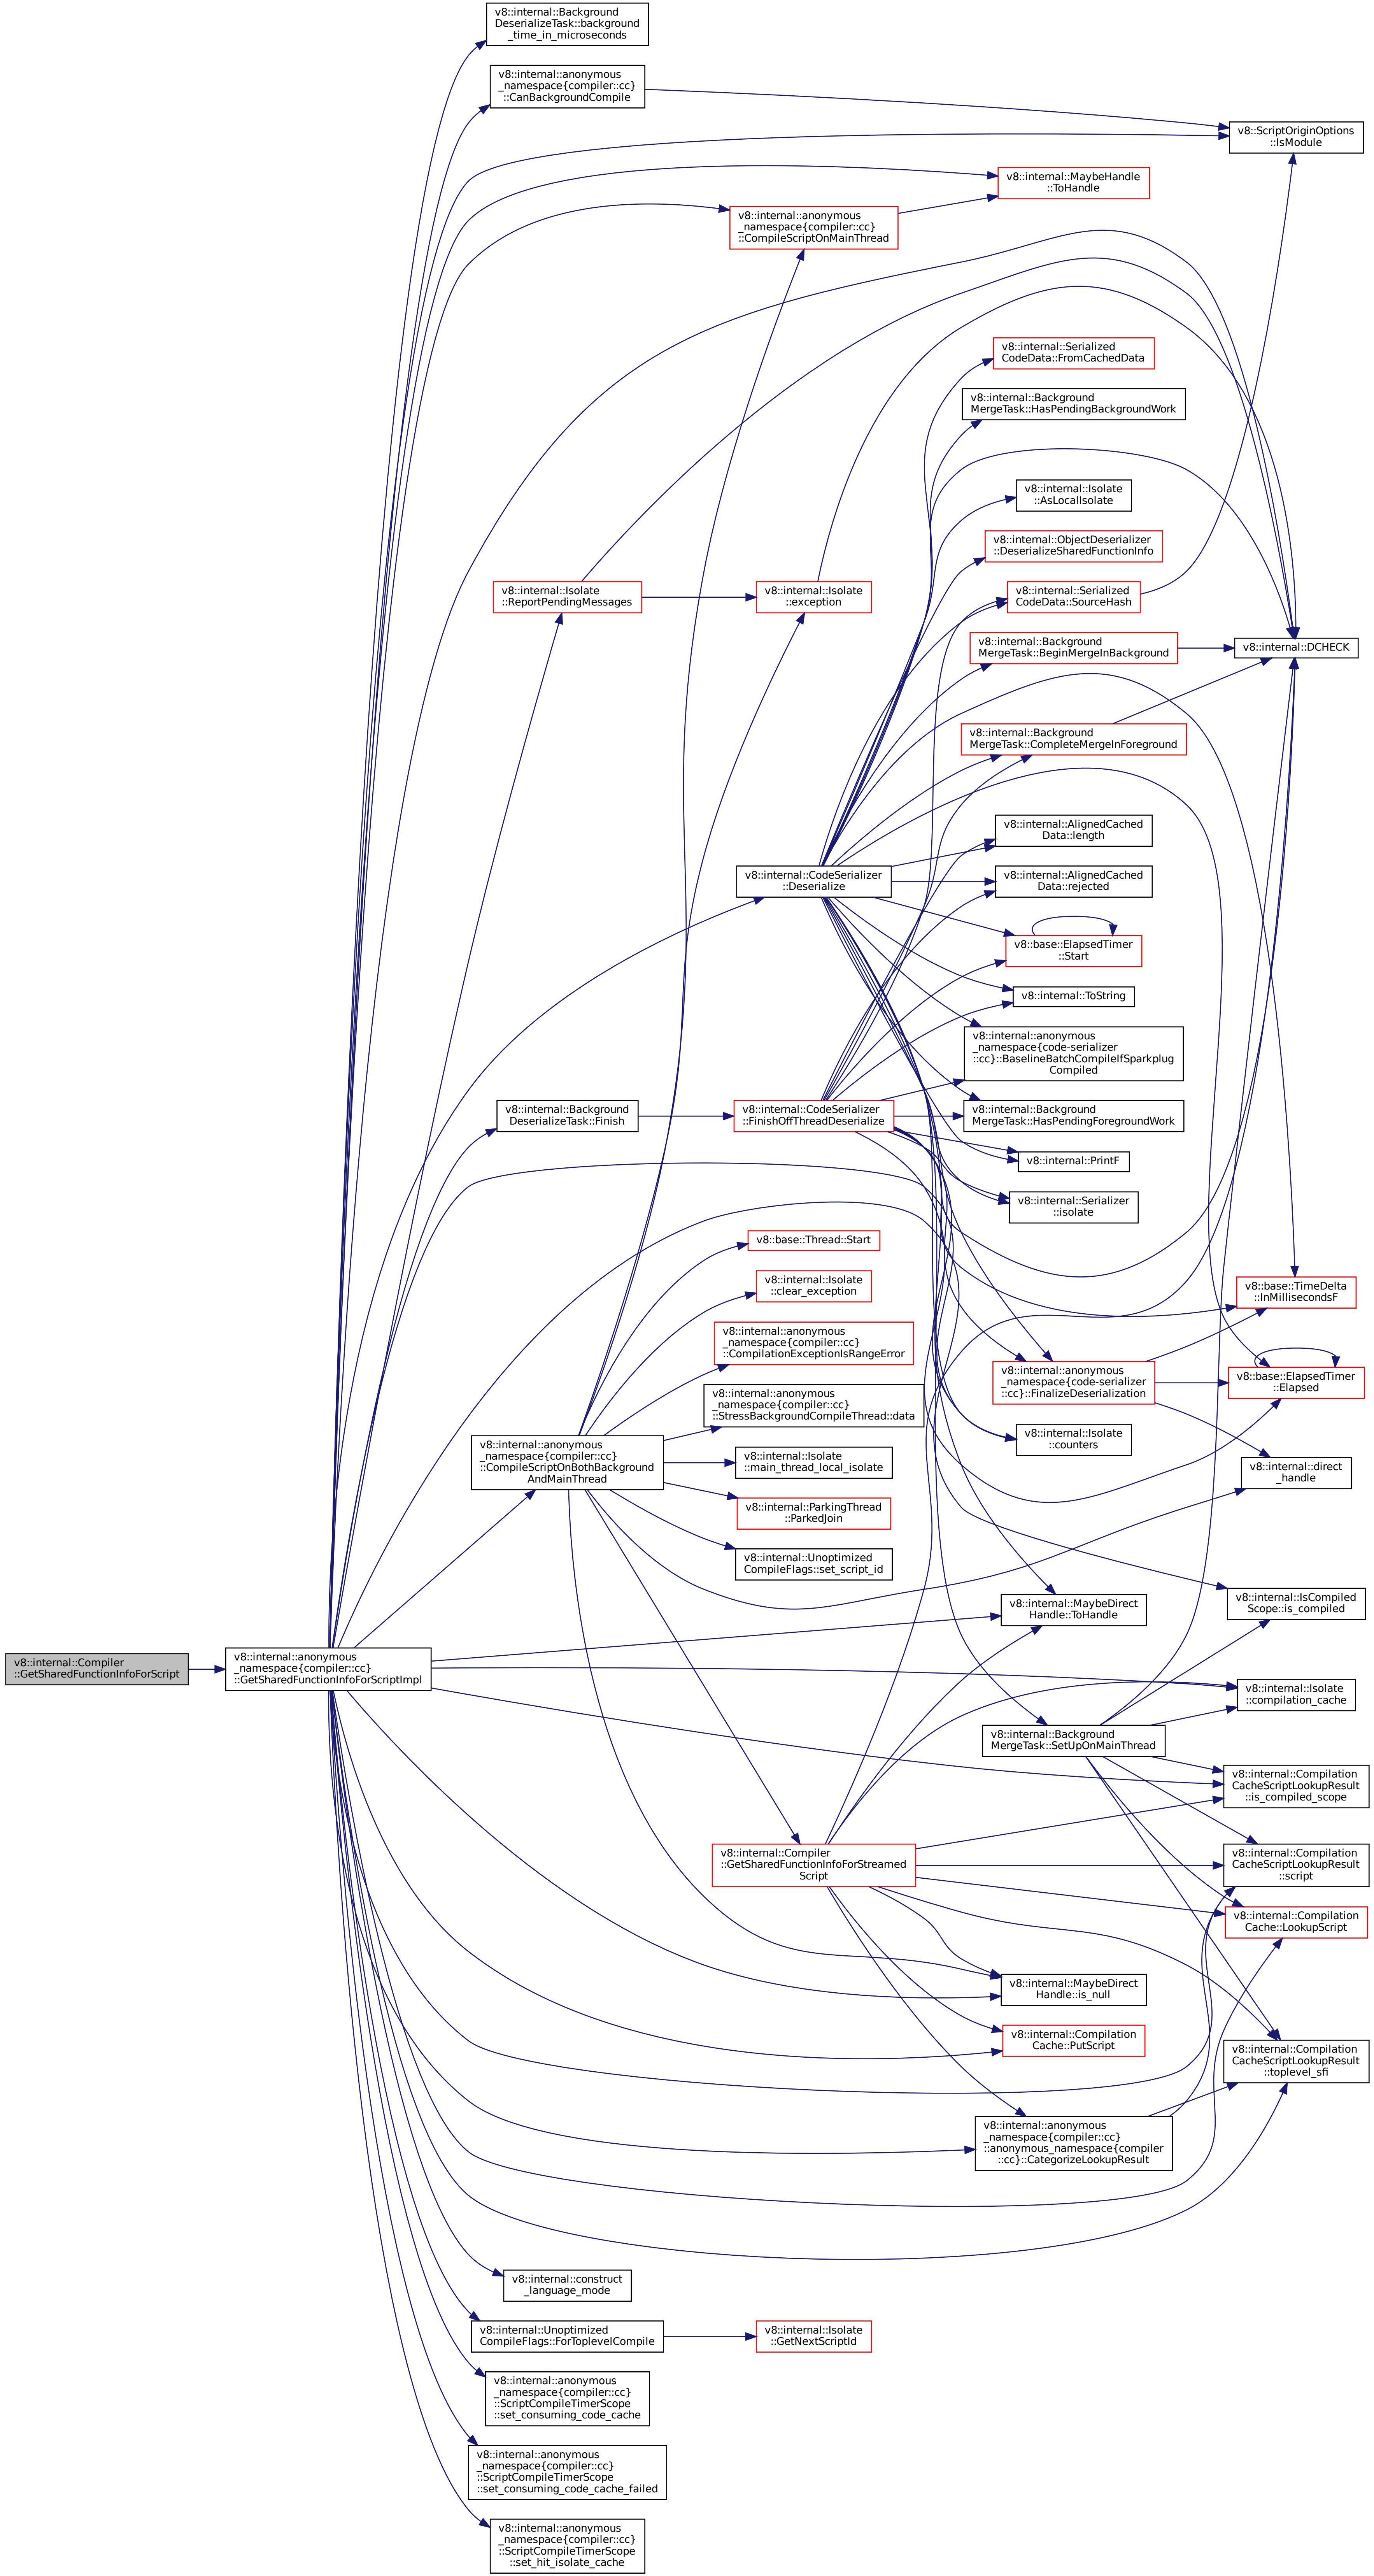 v8::internal::Background
DeserializeTask::background
_time_in_microseconds
v8::internal::anonymous
_namespace{compiler::cc}
::CanBackgroundCompile
v8::ScriptOriginOptions
::IsModule
v8::internal::MaybeHandle
::ToHandle
v8::internal::anonymous
_namespace{compiler::cc}
::CompileScriptOnMainThread
v8::internal::Serialized
CodeData::FromCachedData
v8::internal::Background
MergeTask::HasPendingBackgroundWork
v8::internal::Isolate
::AsLocalIsolate
v8::internal::ObjectDeserializer
::DeserializeSharedFunctionInfo
v8::internal::Isolate
::ReportPendingMessages
v8::internal::Isolate
::exception
v8::internal::Serialized
CodeData::SourceHash
v8::internal::Background
MergeTask::BeginMergeInBackground
v8::internal::DCHECK
v8::internal::Background
MergeTask::CompleteMergeInForeground
v8::internal::AlignedCached
Data::length
v8::internal::CodeSerializer
::Deserialize
v8::internal::AlignedCached
Data::rejected
v8::base::ElapsedTimer
::Start
v8::internal::ToString
v8::internal::anonymous
_namespace{code-serializer
::cc}::BaselineBatchCompileIfSparkplug
Compiled
v8::internal::Background
DeserializeTask::Finish
v8::internal::CodeSerializer
::FinishOffThreadDeserialize
v8::internal::Background
MergeTask::HasPendingForegroundWork
v8::internal::PrintF
v8::internal::Serializer
::isolate
v8::base::Thread::Start
v8::internal::Isolate
::clear_exception
v8::base::TimeDelta
::InMillisecondsF
v8::internal::anonymous
_namespace{compiler::cc}
::CompilationExceptionIsRangeError
v8::internal::anonymous
_namespace{code-serializer
::cc}::FinalizeDeserialization
v8::base::ElapsedTimer
::Elapsed
v8::internal::anonymous
_namespace{compiler::cc}
::StressBackgroundCompileThread::data
v8::internal::Isolate
::counters
v8::internal::anonymous
_namespace{compiler::cc}
::CompileScriptOnBothBackground
AndMainThread
v8::internal::Isolate
::main_thread_local_isolate
v8::internal::direct
_handle
v8::internal::ParkingThread
::ParkedJoin
v8::internal::Unoptimized
CompileFlags::set_script_id
v8::internal::MaybeDirect
Handle::ToHandle
v8::internal::IsCompiled
Scope::is_compiled
v8::internal::Compiler
::GetSharedFunctionInfoForScript
v8::internal::anonymous
_namespace{compiler::cc}
::GetSharedFunctionInfoForScriptImpl
v8::internal::Isolate
::compilation_cache
v8::internal::Background
MergeTask::SetUpOnMainThread
v8::internal::Compilation
CacheScriptLookupResult
::is_compiled_scope
v8::internal::Compiler
::GetSharedFunctionInfoForStreamed
Script
v8::internal::Compilation
CacheScriptLookupResult
::script
v8::internal::Compilation
Cache::LookupScript
v8::internal::MaybeDirect
Handle::is_null
v8::internal::Compilation
Cache::PutScript
v8::internal::Compilation
CacheScriptLookupResult
::toplevel_sfi
v8::internal::anonymous
_namespace{compiler::cc}
::anonymous_namespace{compiler
::cc}::CategorizeLookupResult
v8::internal::construct
_language_mode
v8::internal::Unoptimized
CompileFlags::ForToplevelCompile
v8::internal::Isolate
::GetNextScriptId
v8::internal::anonymous
_namespace{compiler::cc}
::ScriptCompileTimerScope
::set_consuming_code_cache
v8::internal::anonymous
_namespace{compiler::cc}
::ScriptCompileTimerScope
::set_consuming_code_cache_failed
v8::internal::anonymous
_namespace{compiler::cc}
::ScriptCompileTimerScope
::set_hit_isolate_cache